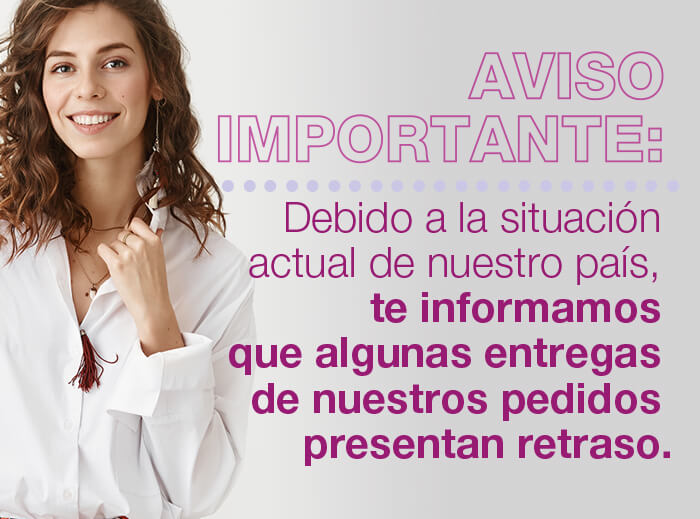 AVISO
IMPORTANTE:
Debido a la situación
actual de nuestro país,
te informamos
que algunas entregas
de nuestros pedidos
presentan retraso.